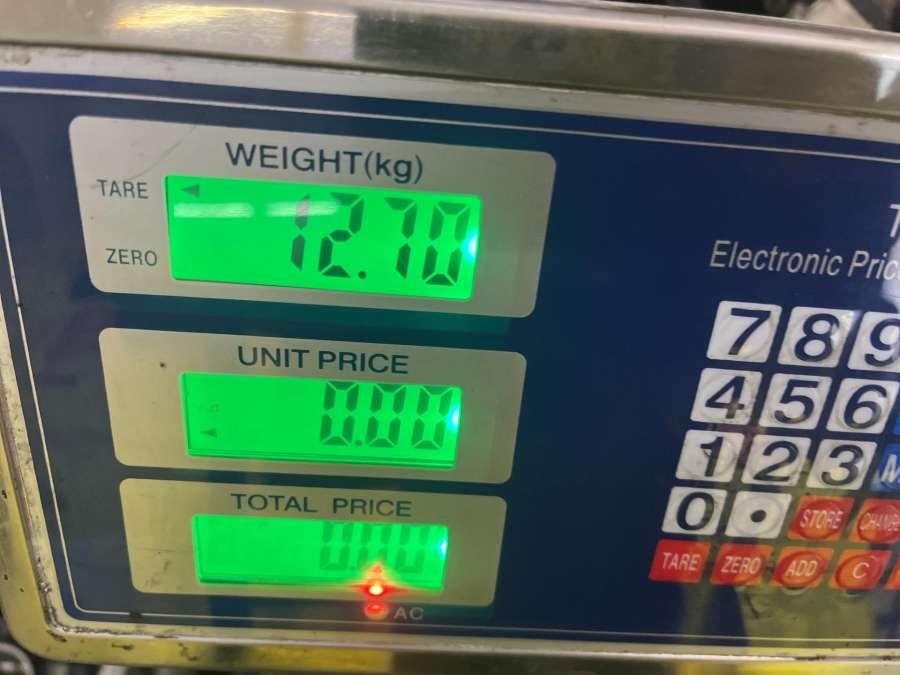 WEIGHT(kg)
TARE
12.70
ZERO
UNIT PRICE
0.00
TOTAL PRICE
0.00
AC
Electronic
7 8 9
4 5 6
1 2 3
0 .
STORE
TARE ZERO ADD C